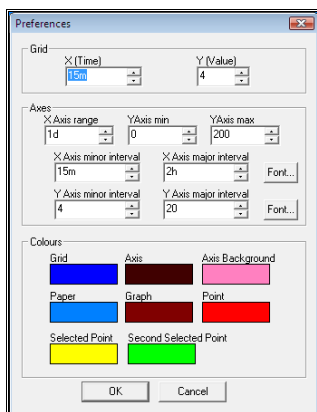 Preferences
Grid
X (Time) Y (Value)
15m 4
Axes
X Axis range YAxis min YAxis max
1d 0 200
X Axis minor interval X Axis major interval
15m 2h Font...
Y Axis minor interval Y Axis major interval
4 20 Font...
Colours
Grid Axis Axis Background
Paper Graph Point
Selected Point Second Selected Point
OK Cancel